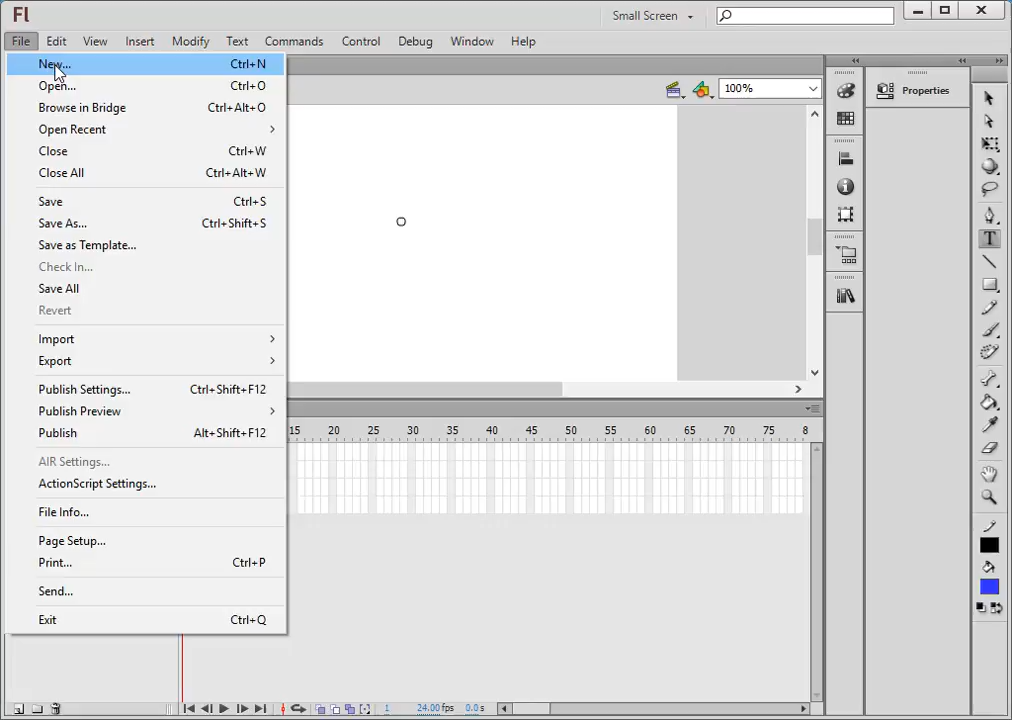 Fl
Small Screen
File Edit View Insert Modify Text Commands Control Debug Window Help
New... Ctrl+N
Open... Ctrl+O
100%
Properties
Browse in Bridge Ctrl+Alt+O
Open Recent
Close Ctrl+W
Close All Ctrl+Alt+W
Save Ctrl+S
Save As... Ctrl+Shift+S
Save as Template...
Check In...
Save All
Revert
Import
Export
Publish Settings... Ctrl+Shift+F12
Publish Preview
Publish Alt+Shift+F12
15 20 25 30 35 40 45 50 55 60 65 70 75 8
AIR Settings...
ActionScript Settings...
File Info...
Page Setup...
Print... Ctrl+P
Send...
Exit Ctrl+Q
1 24.00 fps 0.0 s